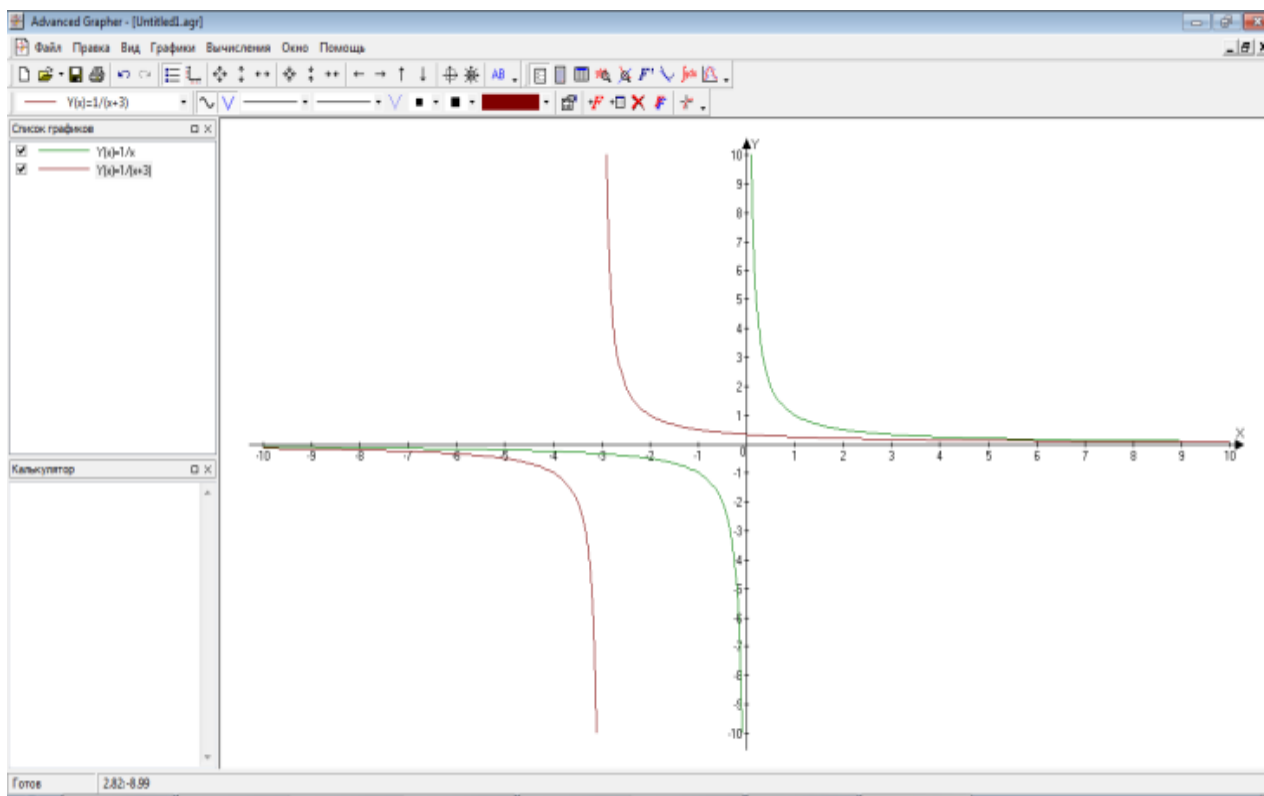 Advanced Grapher - [Untitled1.agr]
Файл Правка Вид Графики Вычисления Окно Помощь
AB
F'
Y(x)=1/(x+3)
Список графиков
Y(x)=1/x
Y(x)=1/(x+3)
Калькулятор
Y
10
9
8
7
6
5
4
3
2
1
X
-10 -9 -8 -7 -6 -5 -4 -3 -2 -1 0 1 2 3 4 5 6 7 8 9 10
-1
-2
-3
-4
-5
-6
-7
-8
-9
-10
Готов 2.82:-8.99